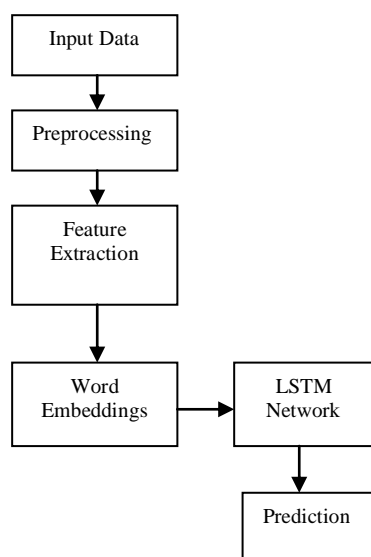 Input Data
Preprocessing
Feature
Extraction
Word
Embeddings
LSTM
Network
Prediction